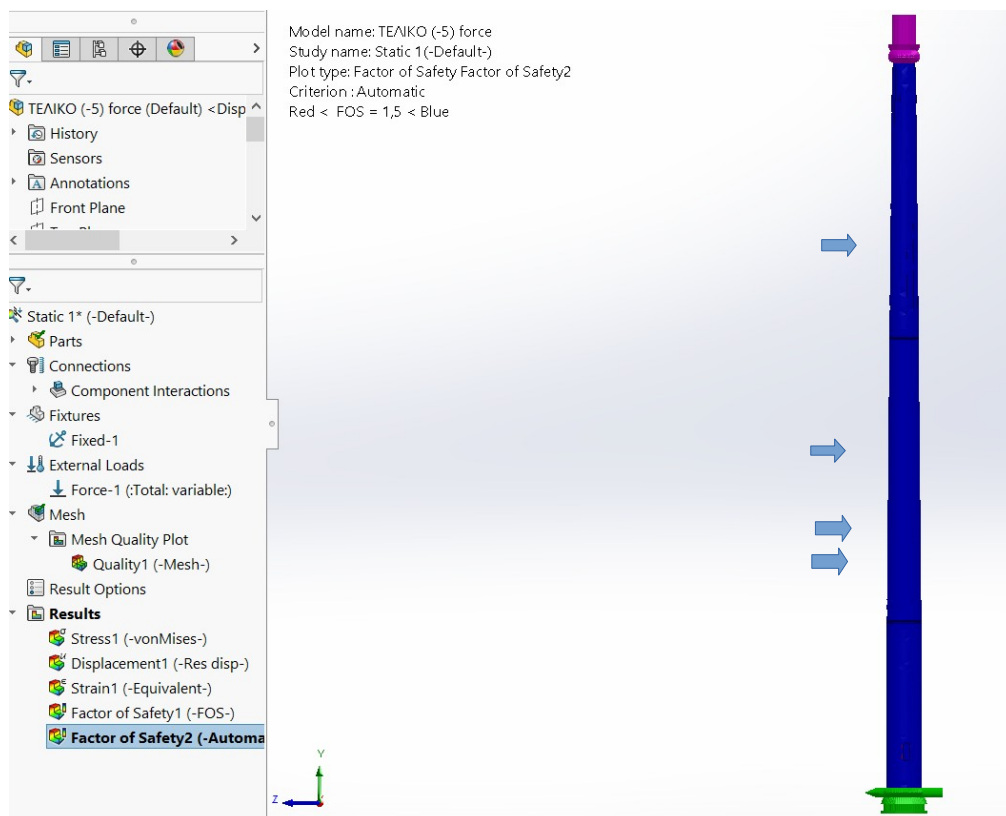 Model name: ΤΕΛΙΚΟ (-5) force
Study name: Static 1(-Default-)
Plot type: Factor of Safety Factor of Safety2
Criterion : Automatic
Red < FOS = 1,5 < Blue
ΤΕΛΙΚΟ (-5) force (Default) <Disp
History
Sensors
Annotations
Front Plane
Static 1* (-Default-)
Parts
Connections
Component Interactions
Fixtures
Fixed-1
External Loads
Force-1 (:Total: variable:)
Mesh
Mesh Quality Plot
Quality1 (-Mesh-)
Result Options
Results
Stress1 (-vonMises-)
Displacement1 (-Res disp-)
Strain1 (-Equivalent-)
Factor of Safety1 (-FOS-)
Factor of Safety2 (-Automa
Y
Z